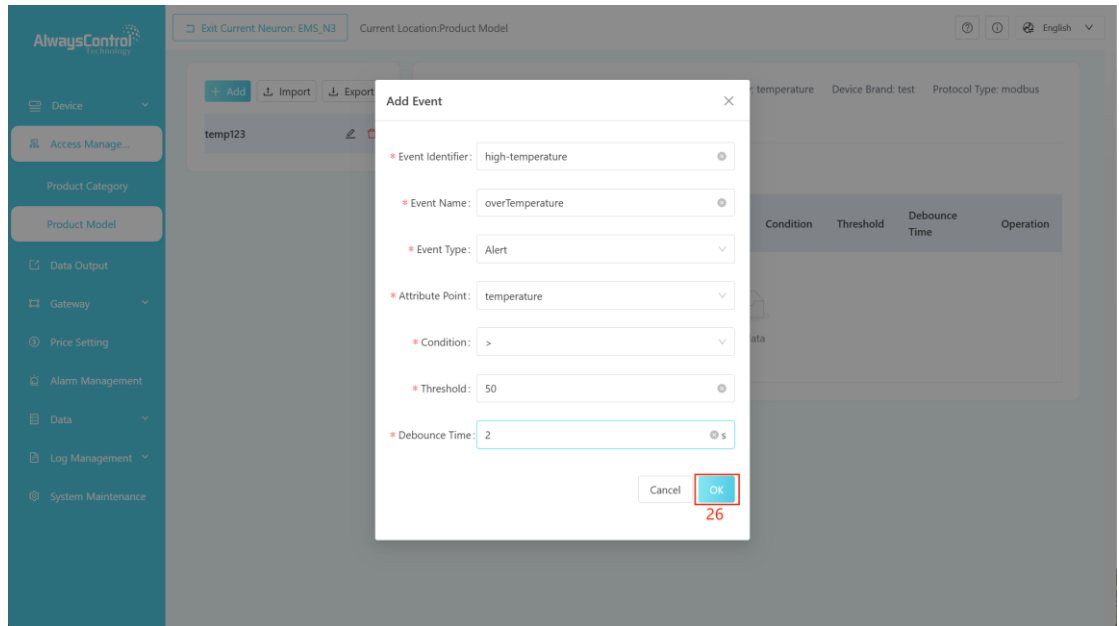 AlwaysControl
Technology
Exit Current Neuron: EMS_N3
Current Location:Product Model
English
Device
Access Manage...
Product Category
Product Model
Data Output
Gateway
Price Setting
Alarm Management
Data
Log Management
System Maintenance
+ Add
Import
Export
temp123
: temperature
Device Brand: test
Protocol Type: modbus
Condition
Threshold
Debounce
Time
Operation
ata
Add Event
* Event Identifier: high-temperature
* Event Name: overTemperature
* Event Type: Alert
* Attribute Point: temperature
* Condition: >
* Threshold: 50
* Debounce Time: 2 s
Cancel
OK
26